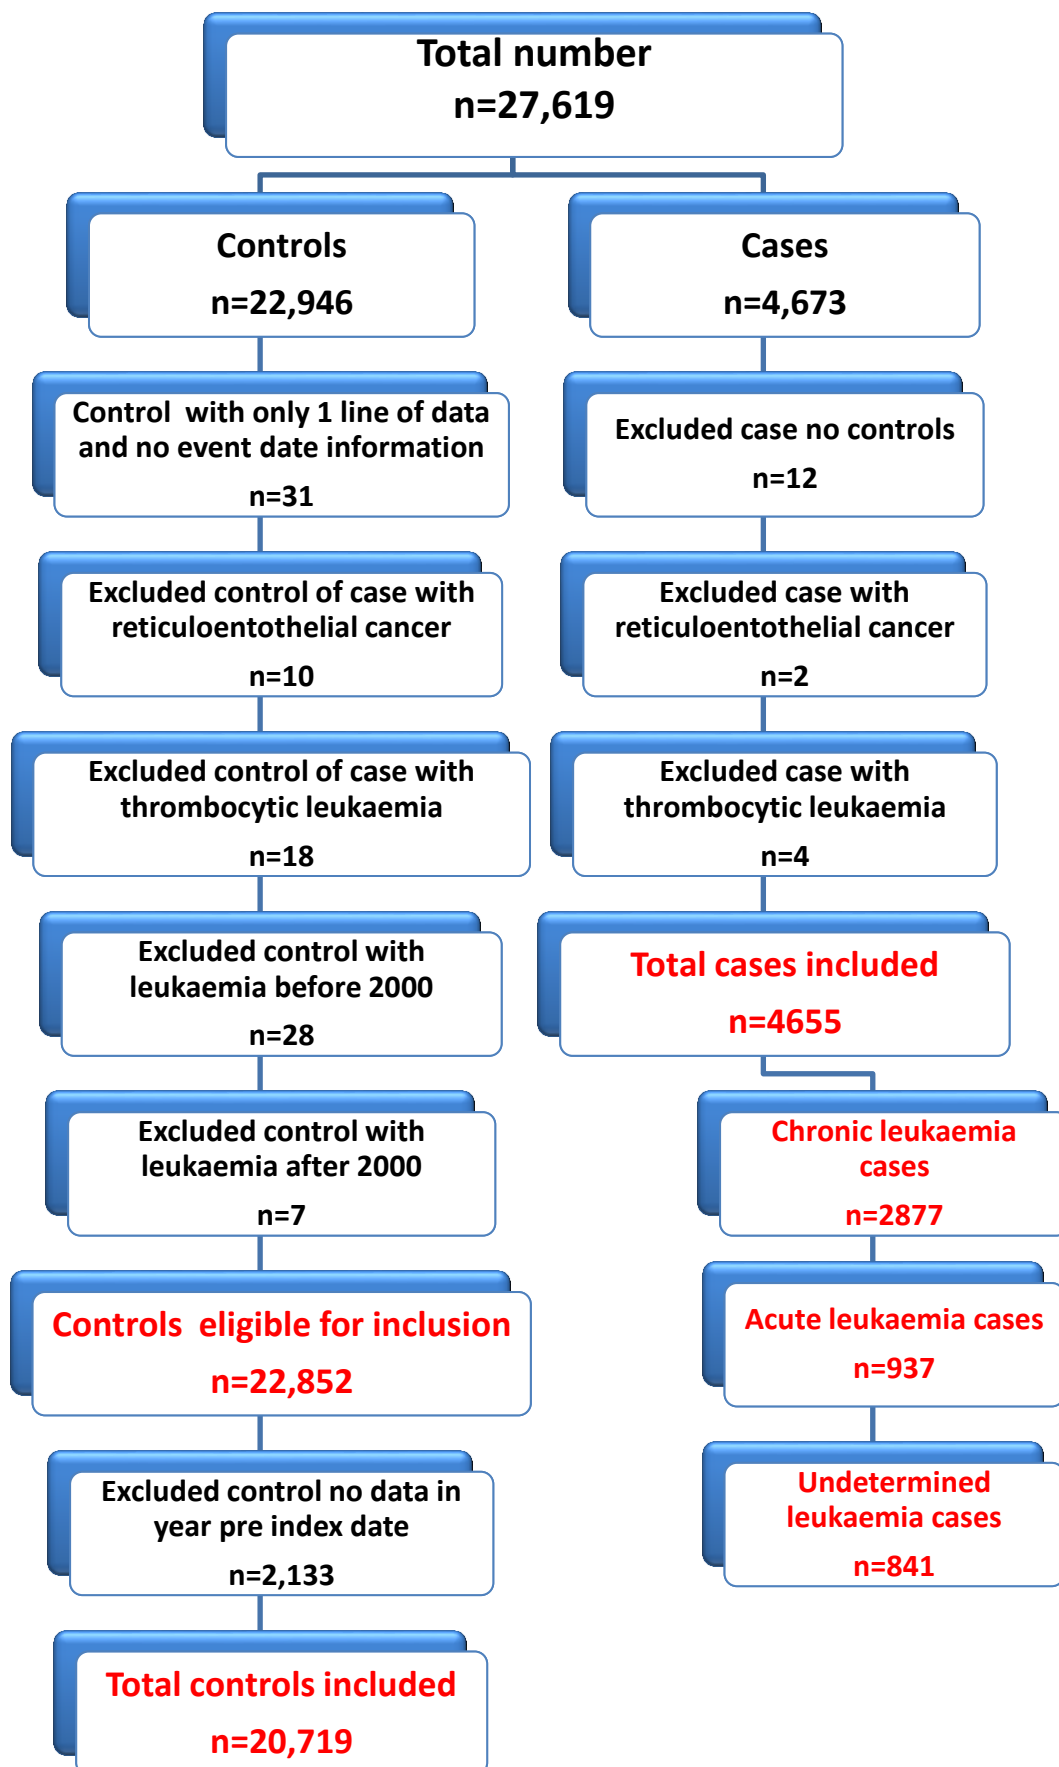 Total number
n=27,619
Controls
n=22,946
Control  with only 1 line of data
and no event date information
n=31
Excluded control of case with
reticuloentothelial cancer
n=10
Excluded control of case with
thrombocytic leukaemia
n=18
Excluded control with
leukaemia before 2000
n=28
Excluded control with
leukaemia after 2000
n=7
Controls  eligible for inclusion
n=22,852
Excluded control no data in
year pre index date
n=2,133
Total controls included
n=20,719
Cases
n=4,673
Excluded case no controls
n=12
Excluded case with
reticuloentothelial cancer
n=2
Excluded case with
thrombocytic leukaemia
n=4
Total cases included
n=4655
Chronic leukaemia
cases
n=2877
Acute leukaemia cases
n=937
Undetermined
leukaemia cases
n=841